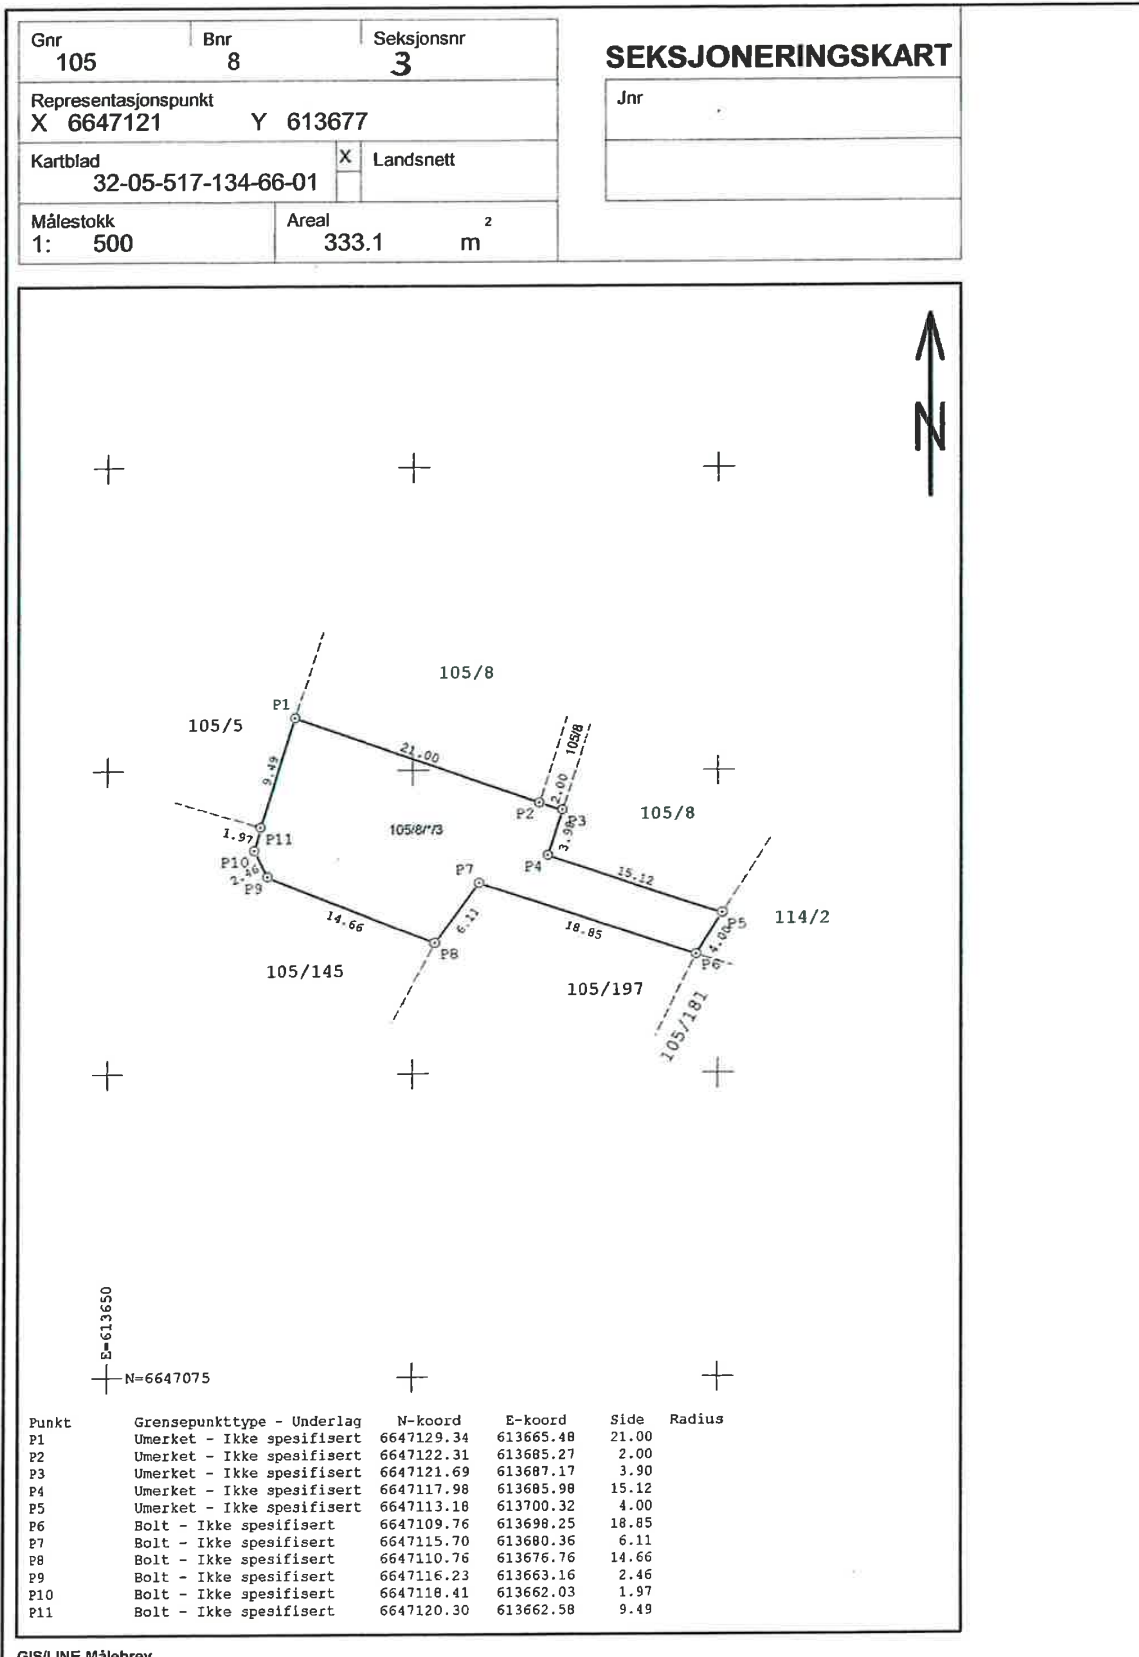 Gnr Bnr Seksjonsnr
105 8 3
SEKSJONERINGSKART
Representasjonspunkt
X 6647121 Y 613677
Jnr
Kartblad X Landsnett
32-05-517-134-66-01
Målestokk Areal 2
1: 500 333.1 m
N
105/8
P1
105/5
21.00
105/8
9.49
2.00
P2
P3
105/8
105/8/*/3
3.90
P11
1.97
P10
2.46
P9
P4
P7
15.12
14.66
6.11
18.85
P5
114/2
4.00
P8
P6
105/145
105/197
105/181
E=613650
N=6647075
Punkt Grensepunkttype - Underlag N-koord E-koord Side Radius
P1 Umerket - Ikke spesifisert 6647129.34 613665.48 21.00
P2 Umerket - Ikke spesifisert 6647122.31 613685.27 2.00
P3 Umerket - Ikke spesifisert 6647121.69 613687.17 3.90
P4 Umerket - Ikke spesifisert 6647117.98 613685.98 15.12
P5 Umerket - Ikke spesifisert 6647113.18 613700.32 4.00
P6 Bolt - Ikke spesifisert 6647109.76 613698.25 18.85
P7 Bolt - Ikke spesifisert 6647115.70 613680.36 6.11
P8 Bolt - Ikke spesifisert 6647110.76 613676.76 14.66
P9 Bolt - Ikke spesifisert 6647116.23 613663.16 2.46
P10 Bolt - Ikke spesifisert 6647118.41 613662.03 1.97
P11 Bolt - Ikke spesifisert 6647120.30 613662.58 9.49
GIS/LINE Målebrev